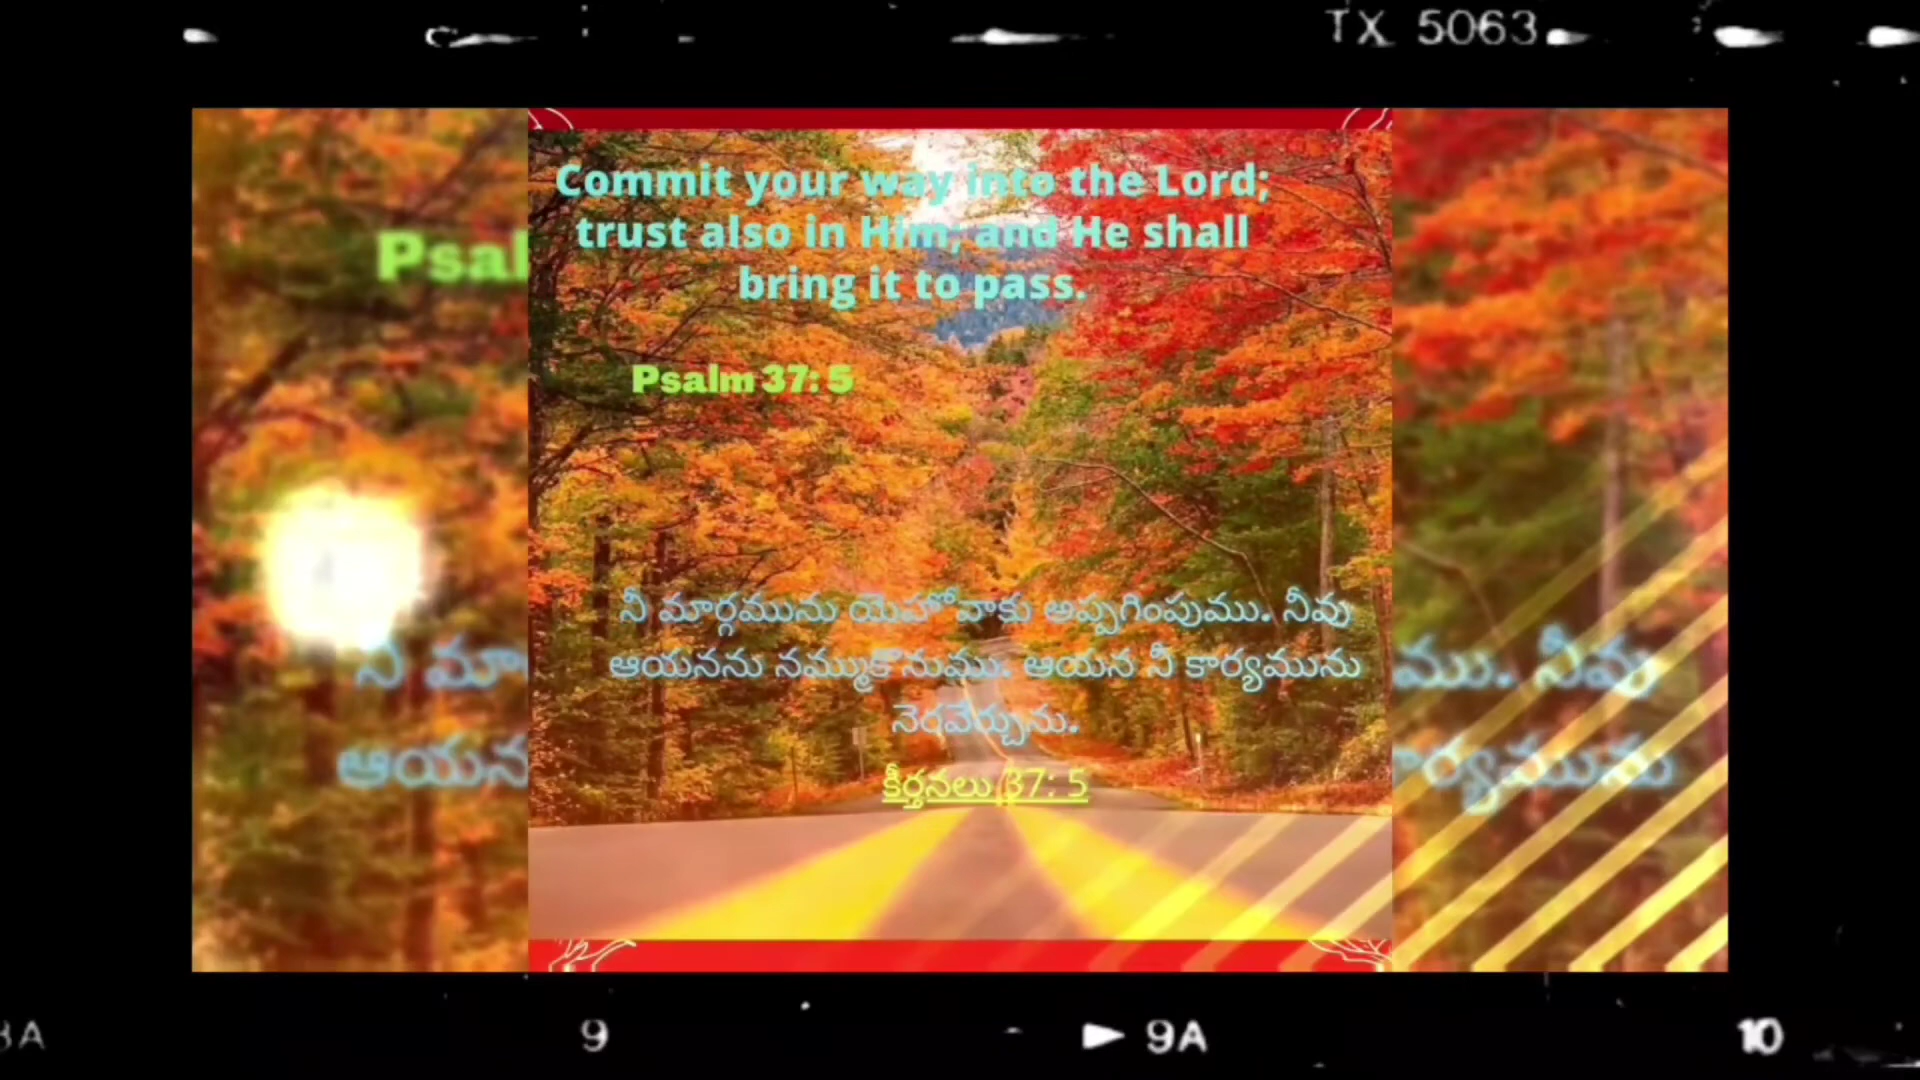 TX 5063
Commit your way into the Lord;
trust also in Him, and He shall
bring it to pass.
Psalm 37: 5
నీ మార్గమును యెహోవాకు అప్పగింపుము. నీవు
ఆయనను నమ్ముకొనుము. ఆయన నీ కార్యమును
నెరవేర్చును.
కీర్తనలు 37: 5
Psal
నీ మా
ము. నీవు
ఆయన
ర్యమును
8A 9 9A 10